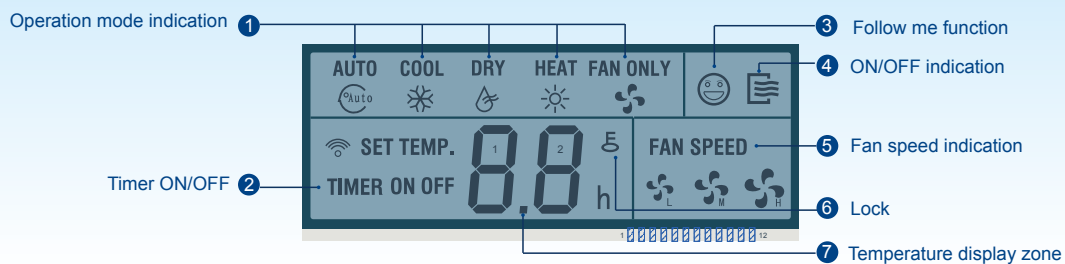 Operation mode indication 1
3 Follow me function
4 ON/OFF indication
AUTO COOL DRY HEAT FAN ONLY
Auto
SET TEMP.
1 2
FAN SPEED
5 Fan speed indication
Timer ON/OFF 2
TIMER ON OFF
88
h
L M H
6 Lock
1 12
7 Temperature display zone